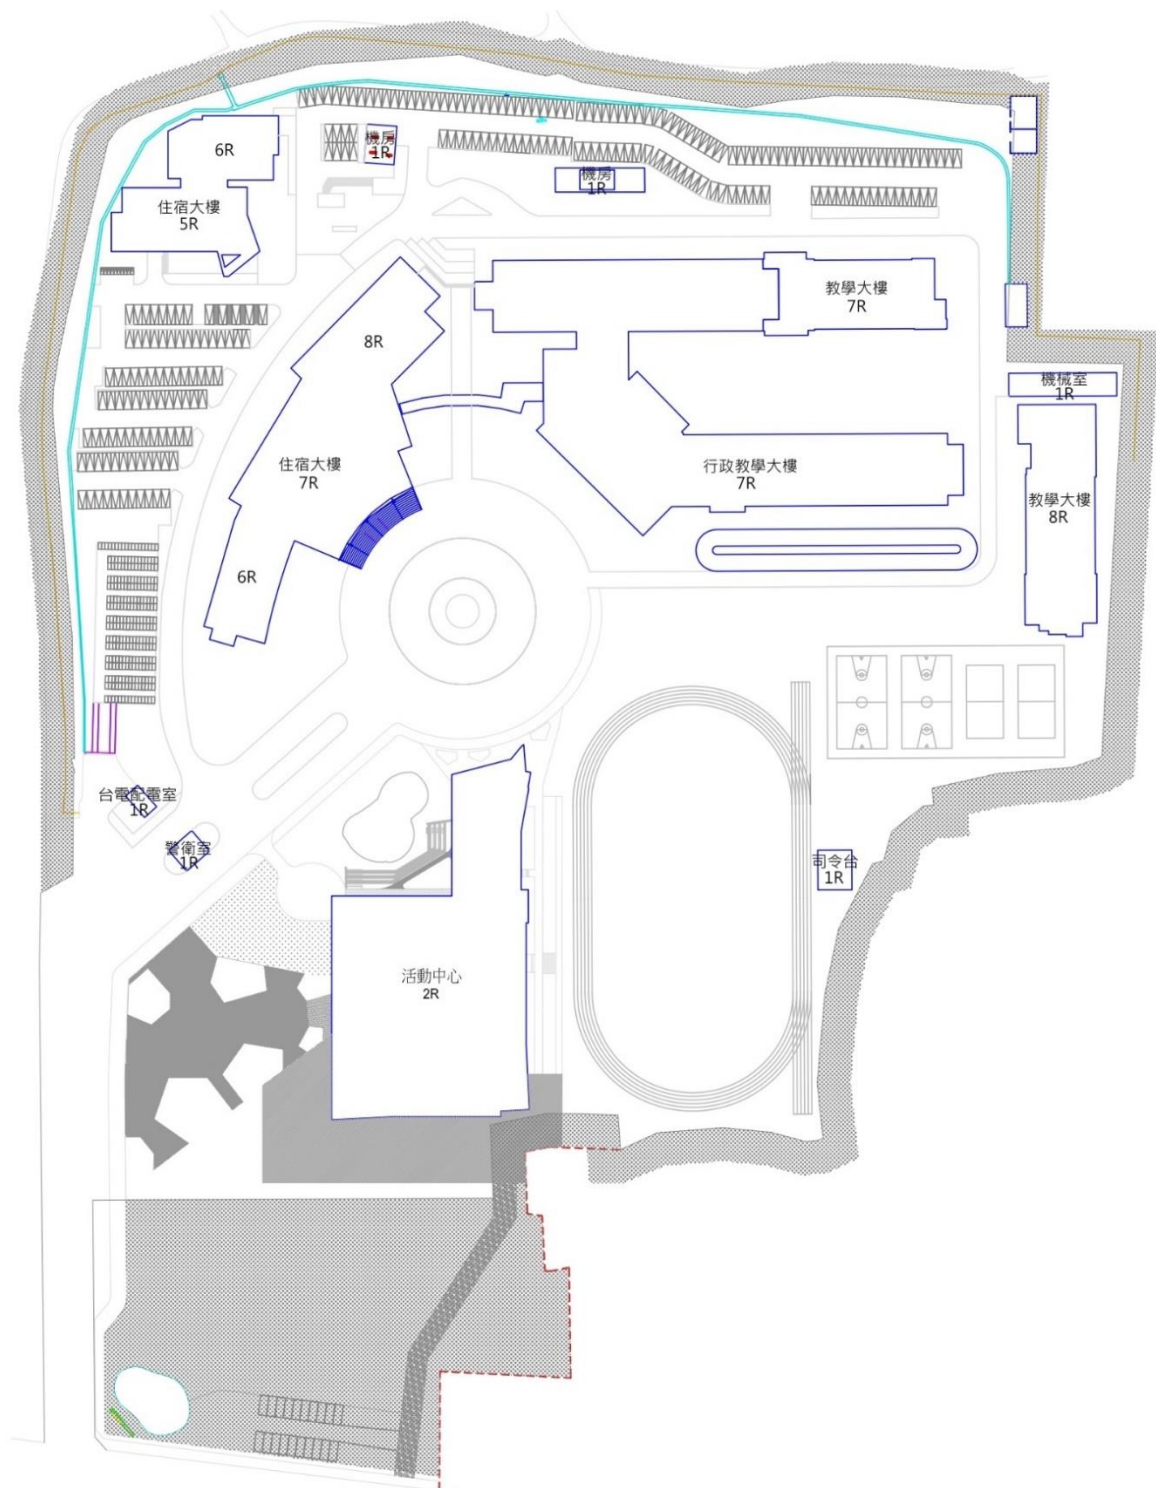 6R
機房
1R
機房
1R
住宿大樓
5R
教學大樓
7R
8R
機械室
1R
住宿大樓
7R
行政教學大樓
7R
教學大樓
8R
6R
台電配電室
1R
警衛室
1R
司令台
1R
活動中心
2R